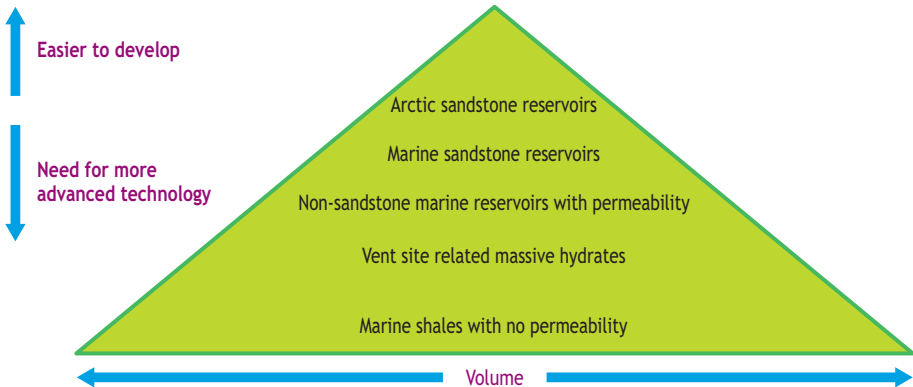 Easier to develop
Arctic sandstone reservoirs
Marine sandstone reservoirs
Need for more
advanced technology
Non-sandstone marine reservoirs with permeability
Vent site related massive hydrates
Marine shales with no permeability
Volume